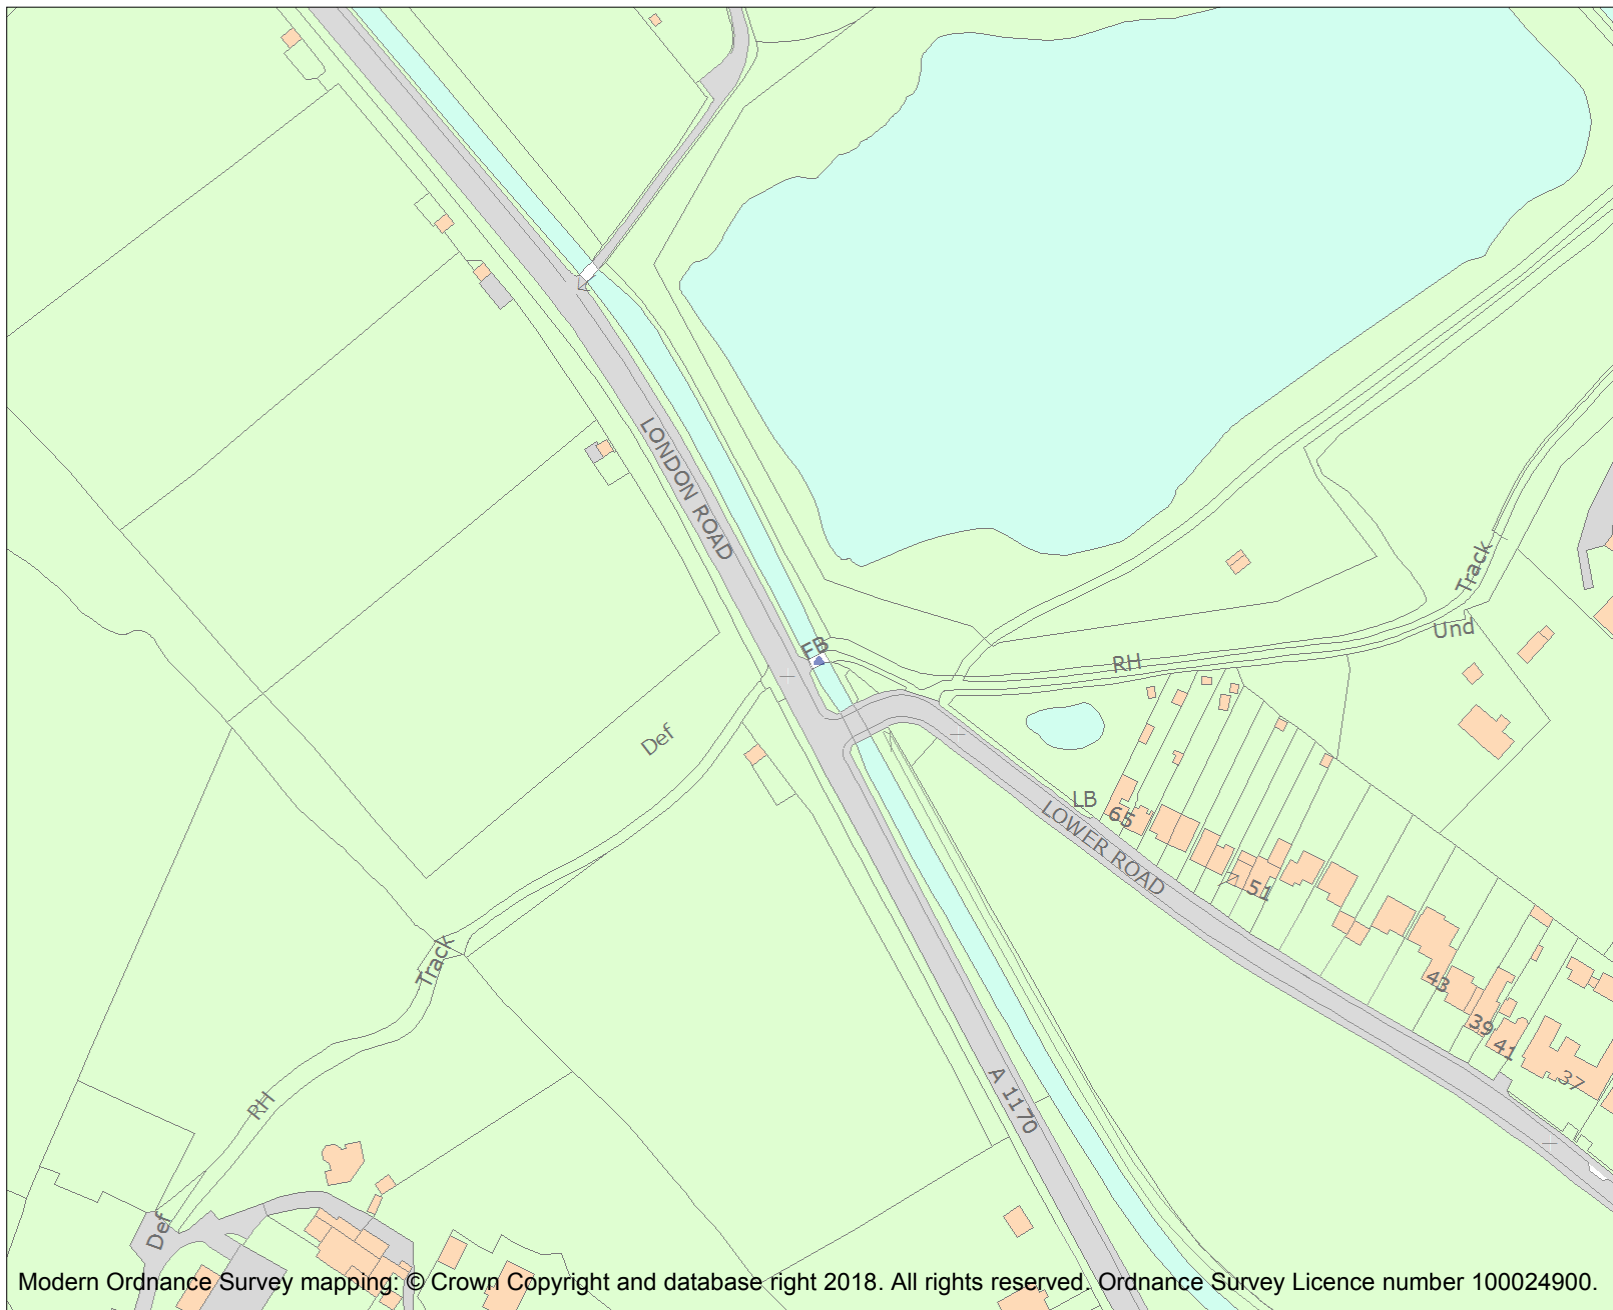 LONDON ROAD
Track
Und
FB
RH
Def
LB
65
LOWER ROAD
51
Track
43
39
41
A 1170
37
RH
Def
Modern Ordnance Survey mapping: © Crown Copyright and database right 2018. All rights reserved. Ordnance Survey Licence number 100024900.